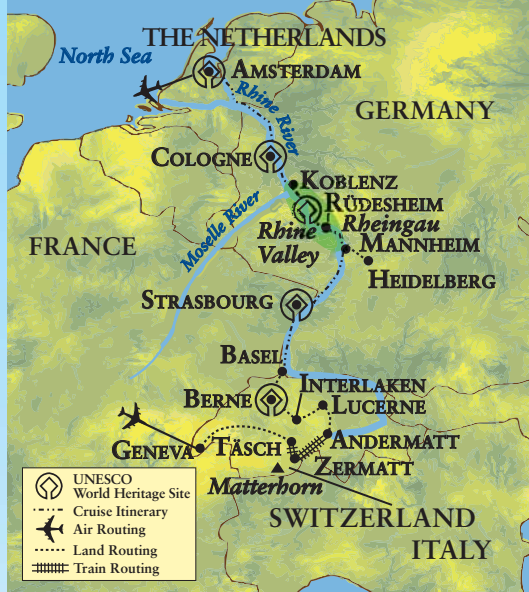 THE NETHERLANDS
North Sea
AMSTERDAM
Rhine River
GERMANY
COLOGNE
KOBLENZ
RÜDESHEIM
Rheingau
Rhine
Valley
Moselle River
FRANCE
MANNHEIM
HEIDELBERG
STRASBOURG
BASEL
INTERLAKEN
BERNE
LUCERNE
GENEVA
TÄSCH
ANDERMATT
ZERMATT
Matterhorn
SWITZERLAND
ITALY
UNESCO
World Heritage Site
Cruise Itinerary
Air Routing
Land Routing
Train Routing